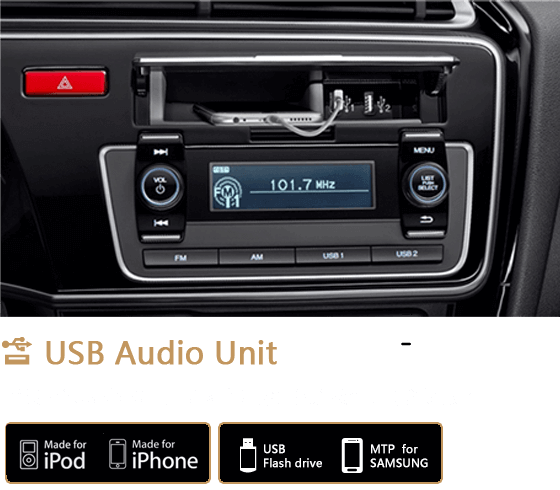 1 2
MENU
VOL
LIST
PUSH
SELECT
101.7 MHz
FM AM USB 1 USB 2
USB Audio Unit
Made for
iPod
Made for
iPhone
USB
Flash drive
MTP for
SAMSUNG